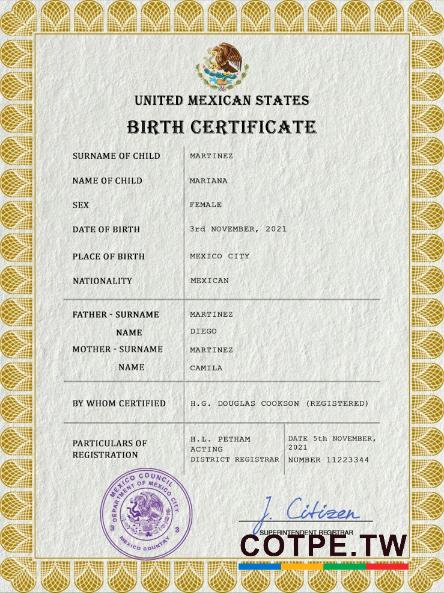 UNITED MEXICAN STATES
BIRTH CERTIFICATE
SURNAME OF CHILD MARTINEZ
NAME OF CHILD MARIANA
SEX FEMALE
DATE OF BIRTH 3rd NOVEMBER, 2021
PLACE OF BIRTH MEXICO CITY
NATIONALITY MEXICAN
FATHER - SURNAME MARTINEZ
NAME DIEGO
MOTHER - SURNAME MARTINEZ
NAME CAMILA
BY WHOM CERTIFIED H.G. DOUGLAS COOKSON (REGISTERED)
PARTICULARS OF
REGISTRATION
H.L. PETHAM
ACTING
DISTRICT REGISTRAR
DATE 5th NOVEMBER,
2021
NUMBER 11223344
MEXICO COUNCIL
DEPARTMENT OF MEXICO CITY
MEXICO COUNTRY
3 3
J. Citizen
SUPERINTENDENT REGISTRAR
COTPE.TW